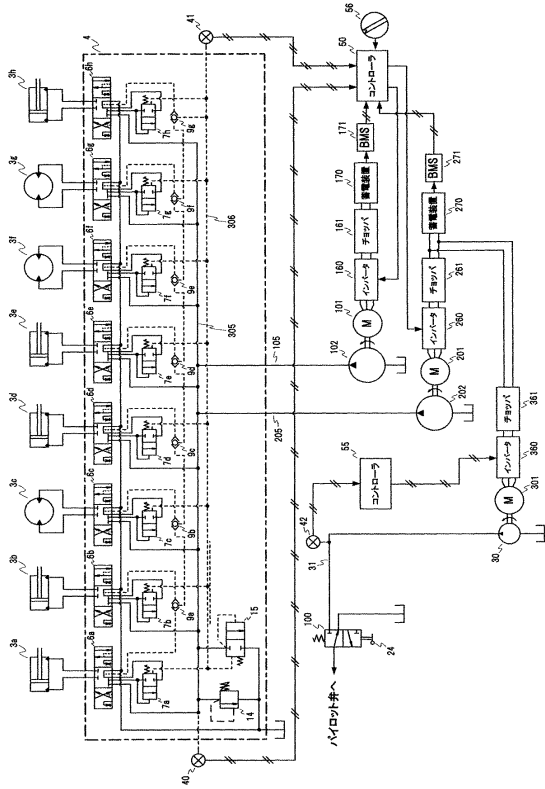 3a
3b
3c
3d
3e
3f
3g
3h
6a
6b
6c
6d
6e
6f
6g
6h
4
41
7a
7b
7c
7d
7e
7f
7g
7h
9a
9b
9c
9d
9e
9f
9g
14
15
40
305
306
105
205
56
50
コントローラ
171
BMS
170
蓄電装置
161
チョッパ
160
インバータ
101
M
102
271
BMS
270
蓄電装置
261
チョッパ
260
インバータ
201
M
202
361
チョッパ
360
インバータ
301
M
30
55
コントローラ
42
31
100
24
パイロット弁へ